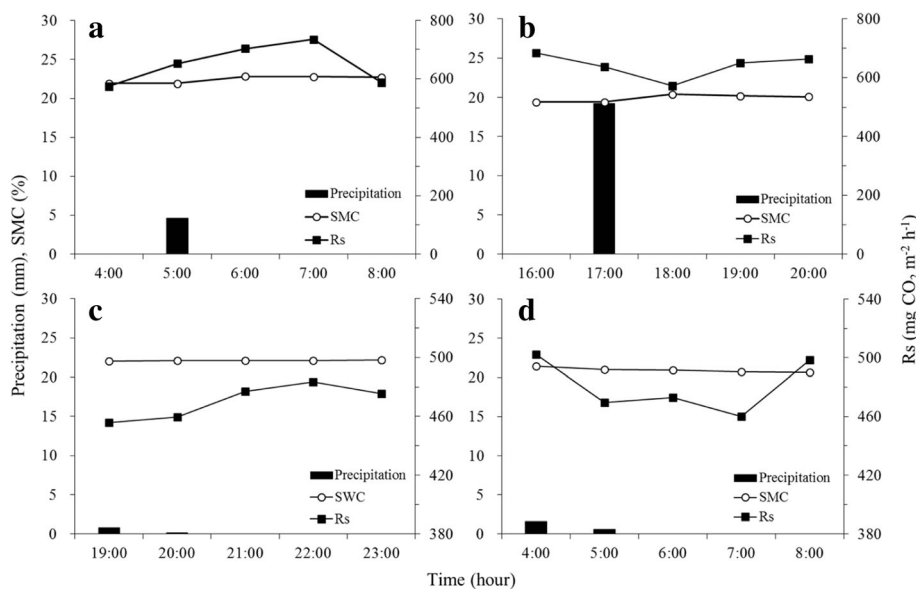 a
30
25
20
15
10
5
0
800
600
400
200
0
Precipitation
SMC
Rs
4:00 5:00 6:00 7:00 8:00
b
30
25
20
15
10
5
0
800
600
400
200
0
Precipitation
SMC
Rs
16:00 17:00 18:00 19:00 20:00
c
30
25
20
15
10
5
0
540
500
460
420
380
Precipitation
SWC
Rs
19:00 20:00 21:00 22:00 23:00
d
30
25
20
15
10
5
0
540
500
460
420
380
Precipitation
SMC
Rs
4:00 5:00 6:00 7:00 8:00
Precipitation (mm), SMC (%)
Rs (mg CO, m-2 h-1)
Time (hour)